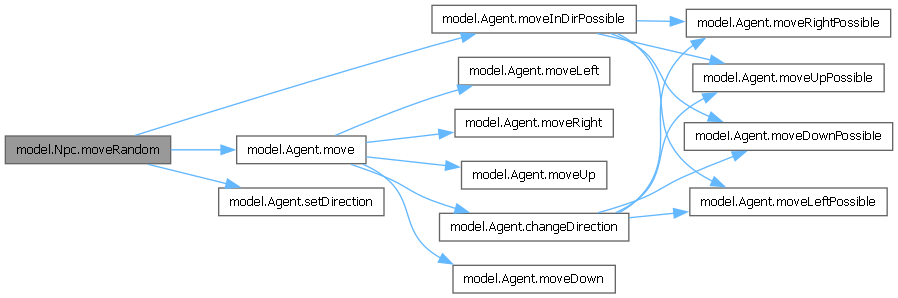 model.Npc.moveRandom
model.Agent.moveInDirPossible
model.Agent.move
model.Agent.setDirection
model.Agent.moveLeft
model.Agent.moveRight
model.Agent.moveUp
model.Agent.changeDirection
model.Agent.moveDown
model.Agent.moveRightPossible
model.Agent.moveUpPossible
model.Agent.moveDownPossible
model.Agent.moveLeftPossible